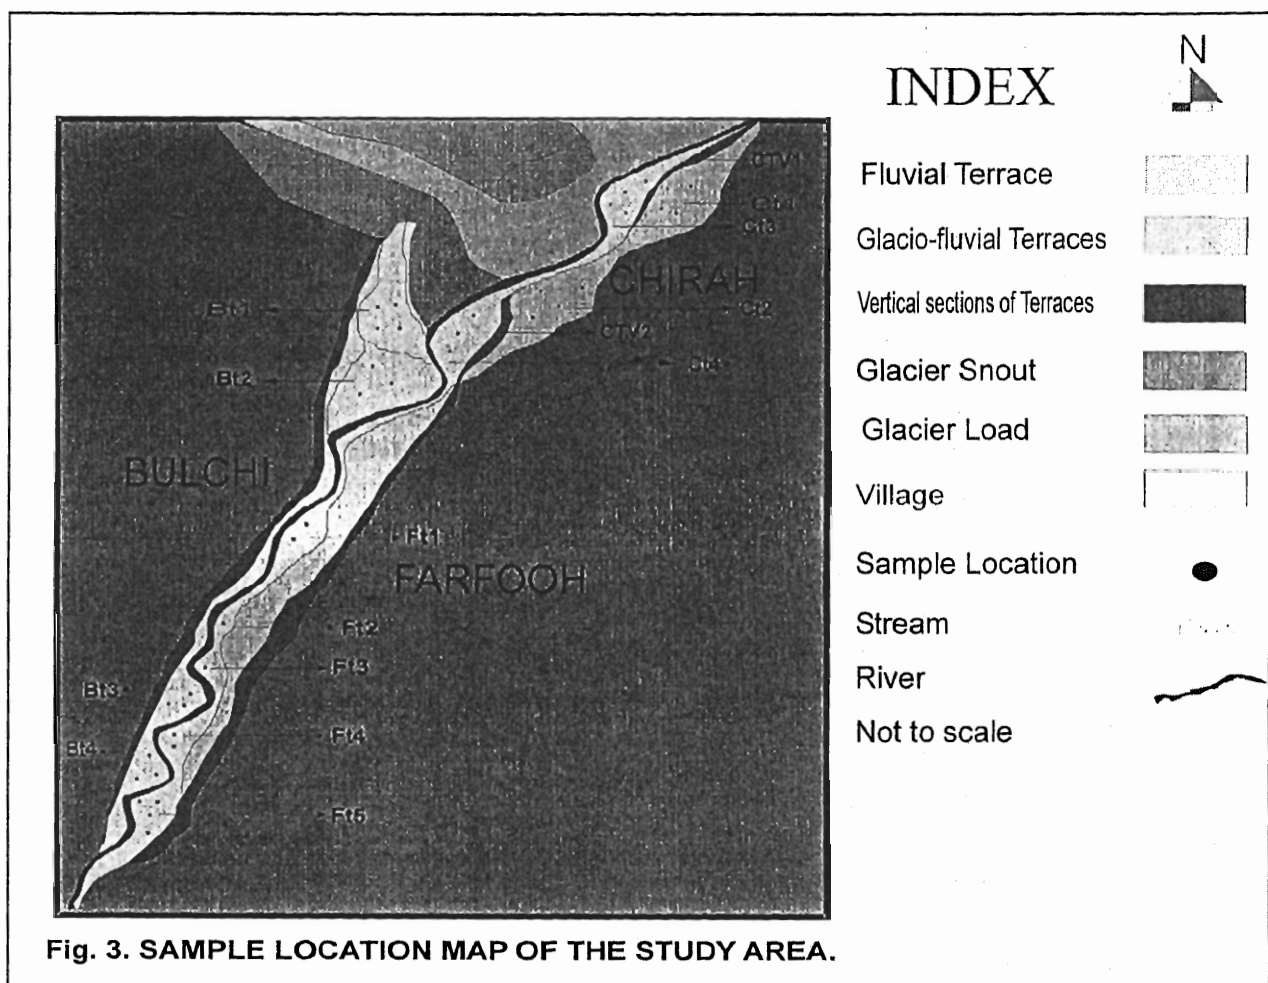 N
INDEX
Fluvial Terrace
Glacio-fluvial Terraces
Vertical sections of Terraces
Glacier Snout
Glacier Load
Village
Sample Location
Stream
River
Not to scale
CTV1
Ct3
CHIRAH
Bt1
Ct2
CTV2
Bt2
BULCHI
Ft1
FARFOOH
Ft2
Ft3
Bt3
Ft4
Bt4
Ft5
Fig. 3. SAMPLE LOCATION MAP OF THE STUDY AREA.